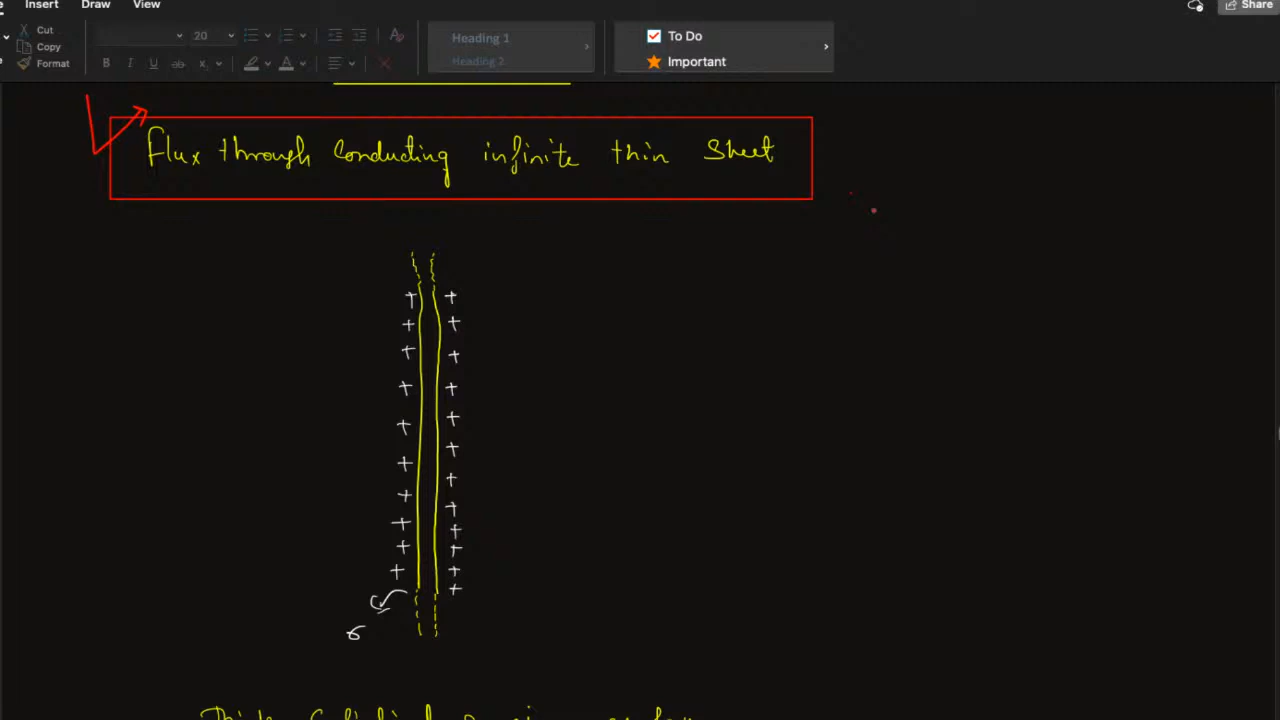 Insert Draw View
Share
Cut
20
Heading 1
To Do
Copy
Format
B I U ab x
A
Heading 2
Important
Flux through Conducting infinite thin Sheet
+ +
+ +
+ +
+ +
+ +
+ +
+ +
+ +
+ +
+ +
+
+
σ